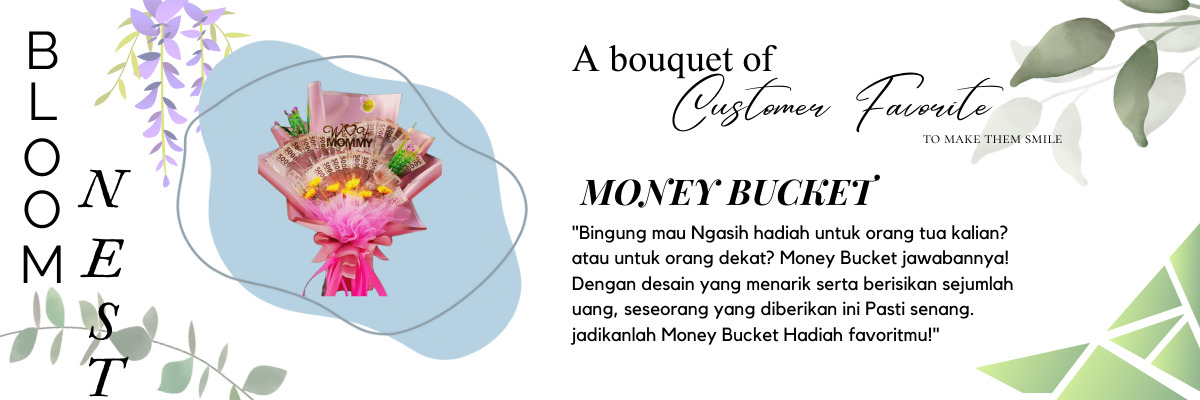 BLOOM
NEST
MOMMY
A bouquet of
Customer Favorite
TO MAKE THEM SMILE
MONEY BUCKET
"Bingung mau Ngasih hadiah untuk orang tua kalian?
atau untuk orang dekat? Money Bucket jawabannya!
Dengan desain yang menarik serta berisikan sejumlah
uang, seseorang yang diberikan ini Pasti senang.
jadikanlah Money Bucket Hadiah favoritmu!"